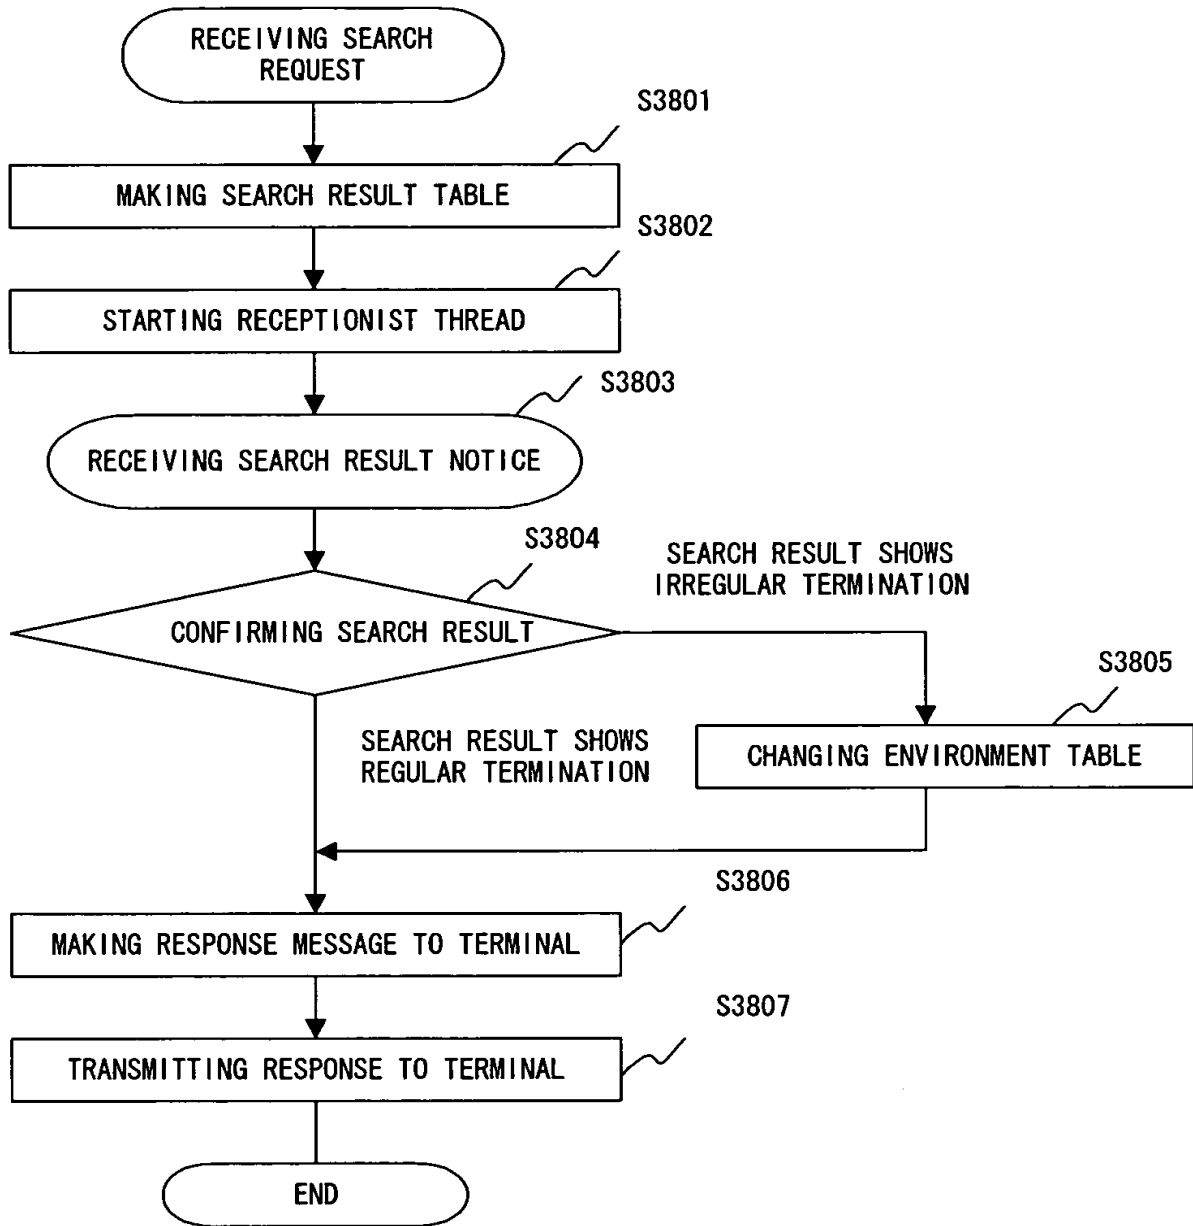 RECEIVING SEARCH
REQUEST
S3801
MAKING SEARCH RESULT TABLE
S3802
STARTING RECEPTIONIST THREAD
S3803
RECEIVING SEARCH RESULT NOTICE
S3804
SEARCH RESULT SHOWS
IRREGULAR TERMINATION
CONFIRMING SEARCH RESULT
S3805
SEARCH RESULT SHOWS
REGULAR TERMINATION
CHANGING ENVIRONMENT TABLE
S3806
MAKING RESPONSE MESSAGE TO TERMINAL
S3807
TRANSMITTING RESPONSE TO TERMINAL
END